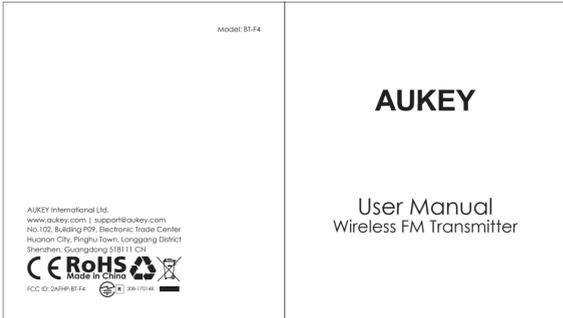 Model: BT-F4
AUKEY International Ltd.
www.aukey.com | support@aukey.com
No.102, Building P09, Electronic Trade Center
Huanan City, Pinghu Town, Longgang District
Shenzhen, Guangdong 518111 CN
CE RoHS
Made in China
FCC ID: 2AFHP-BT-F4 R 208-170148
AUKEY
User Manual
Wireless FM Transmitter